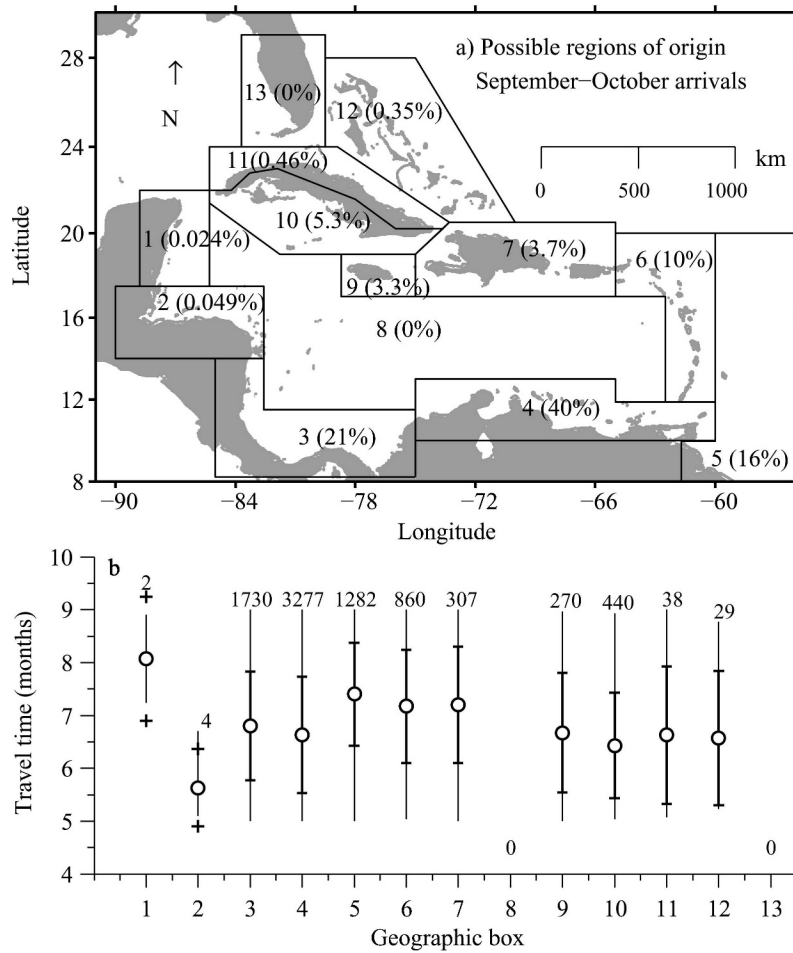 a) Possible regions of origin
September−October arrivals
N
km
0 500 1000
13 (0%)
12 (0.35%)
11(0.46%)
10 (5.3%)
1 (0.024%)
7 (3.7%)
6 (10%)
9 (3.3%)
2 (0.049%)
8 (0%)
4 (40%)
3 (21%)
5 (16%)
28
24
20
16
12
8
Latitude
−90 −84 −78 −72 −66 −60
Longitude
b
10
9
8
7
6
5
4
Travel time (months)
2 4 1730 3277 1282 860 307 0 270 440 38 29 0
1 2 3 4 5 6 7 8 9 10 11 12 13
Geographic box